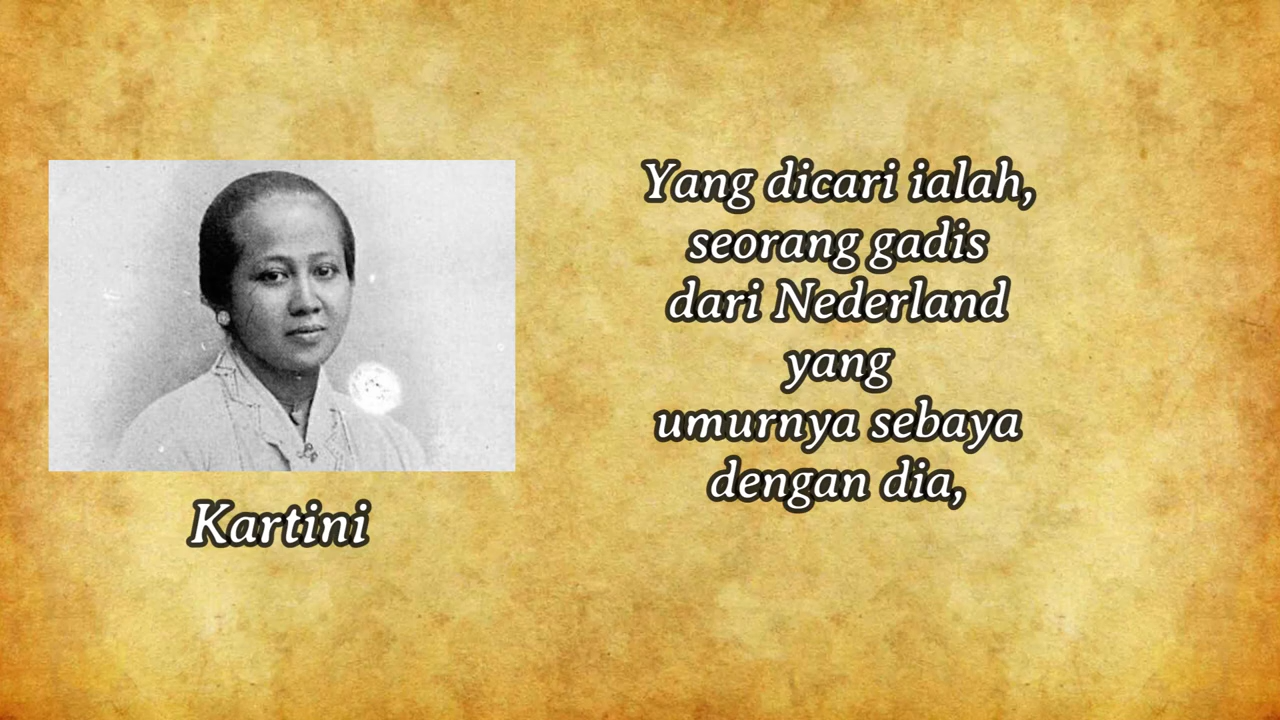 Yang dicari ialah,
seorang gadis
dari Nederland
yang
umurnya sebaya
dengan dia,
Kartini